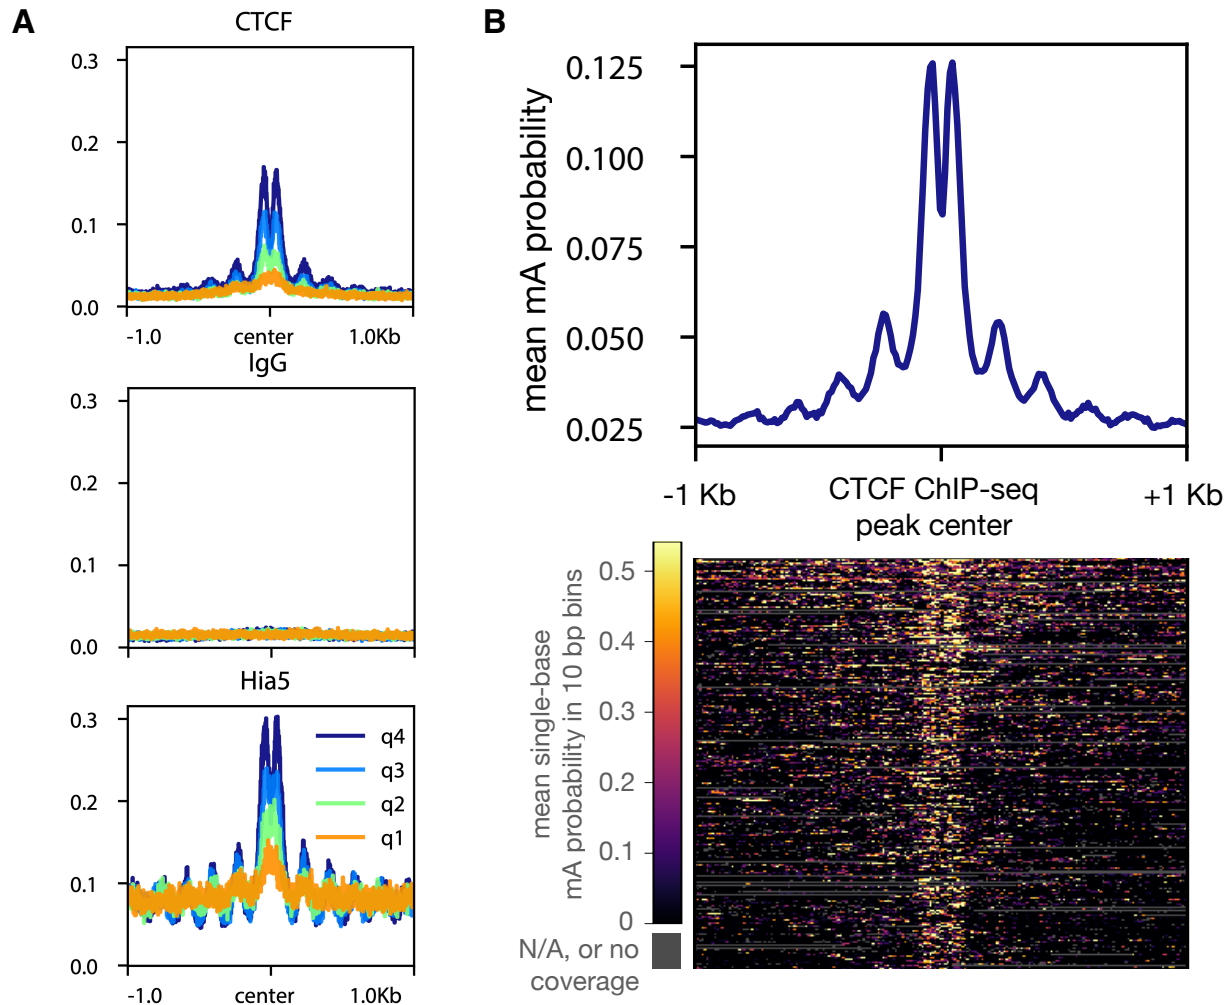 A
CTCF
0.3
0.2
0.1
0.0
-1.0
center
1.0Kb
IgG
0.3
0.2
0.1
0.0
Hia5
0.3
0.2
0.1
0.0
q4
q3
q2
q1
-1.0
center
1.0Kb
B
mean mA probability
0.125
0.100
0.075
0.050
0.025
-1 Kb
CTCF ChIP-seq
peak center
+1 Kb
mean single-base
mA probability in 10 bp bins
0.5
0.4
0.3
0.2
0.1
0
N/A, or no
coverage